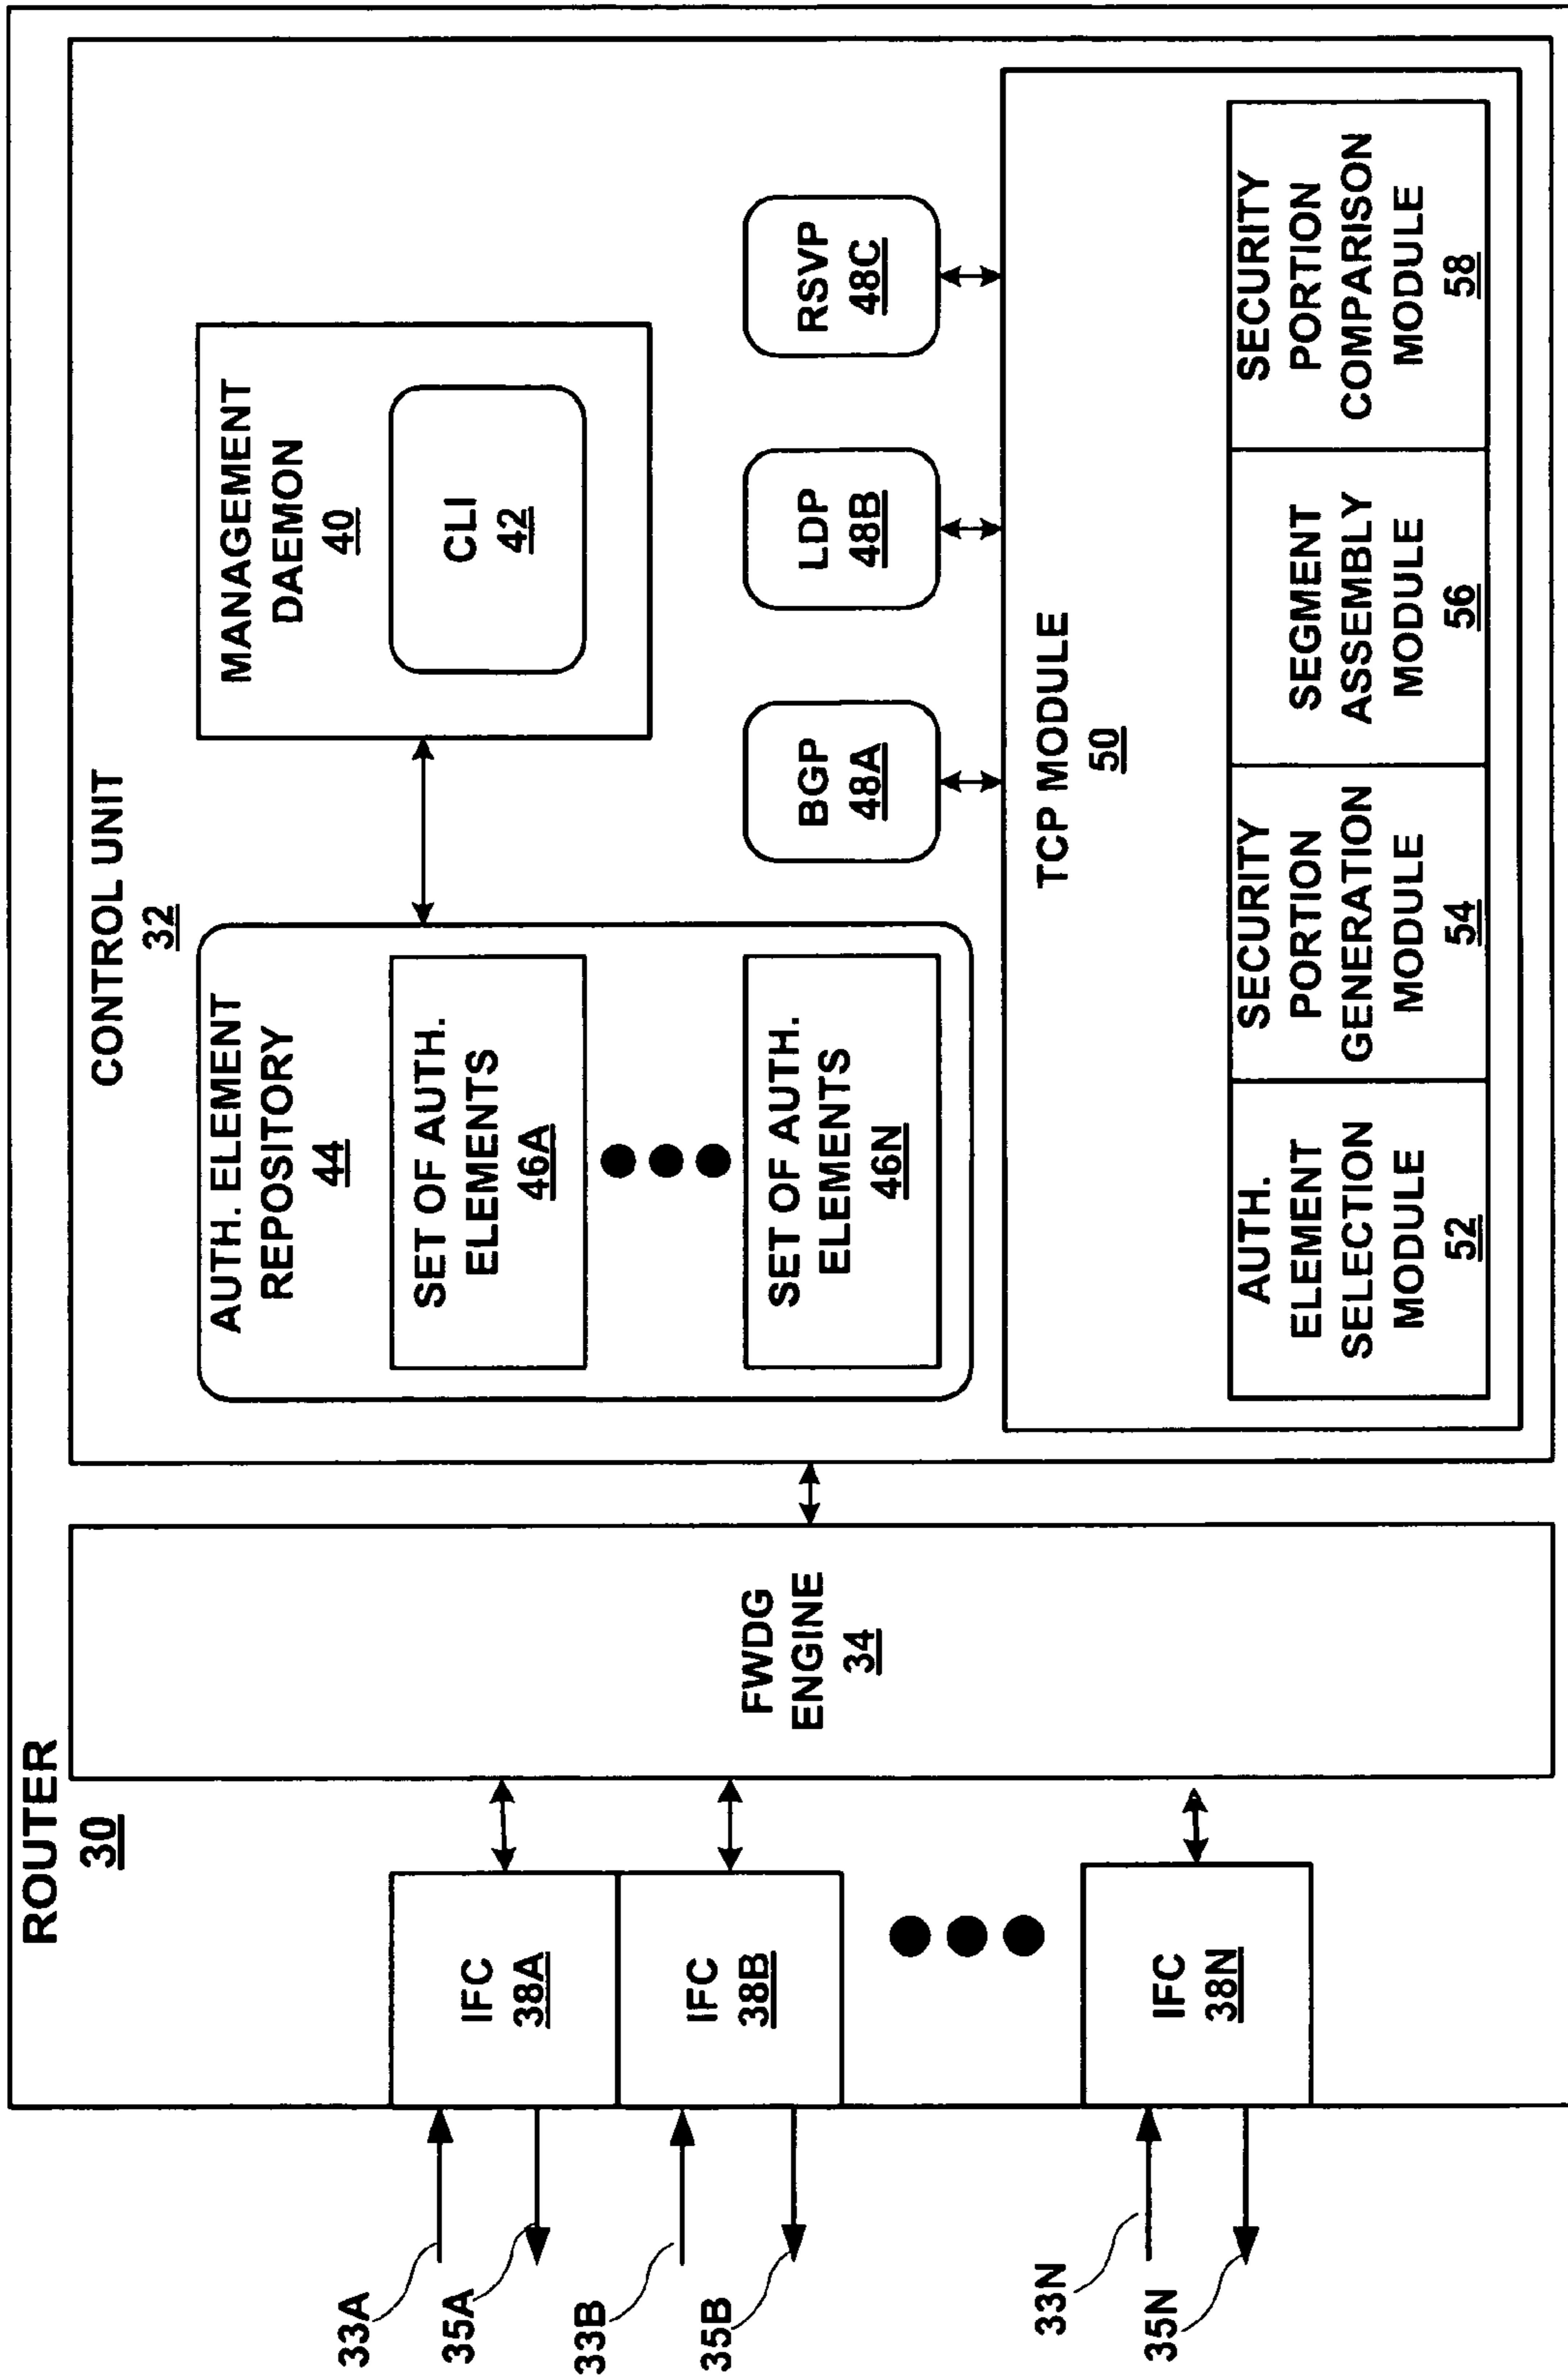 ROUTER
30
CONTROL UNIT
32
AUTH. ELEMENT
REPOSITORY
44
SET OF AUTH.
ELEMENTS
46A
SET OF AUTH.
ELEMENTS
46N
MANAGEMENT
DAEMON
40
CLI
42
BGP
48A
LDP
48B
RSVP
48C
TCP MODULE
50
AUTH.
ELEMENT
SELECTION
MODULE
52
SECURITY
PORTION
GENERATION
MODULE
54
SEGMENT
ASSEMBLY
MODULE
56
SECURITY
PORTION
COMPARISON
MODULE
58
FWDG
ENGINE
34
IFC
38A
IFC
38B
IFC
38N
33A
35A
33B
35B
33N
35N